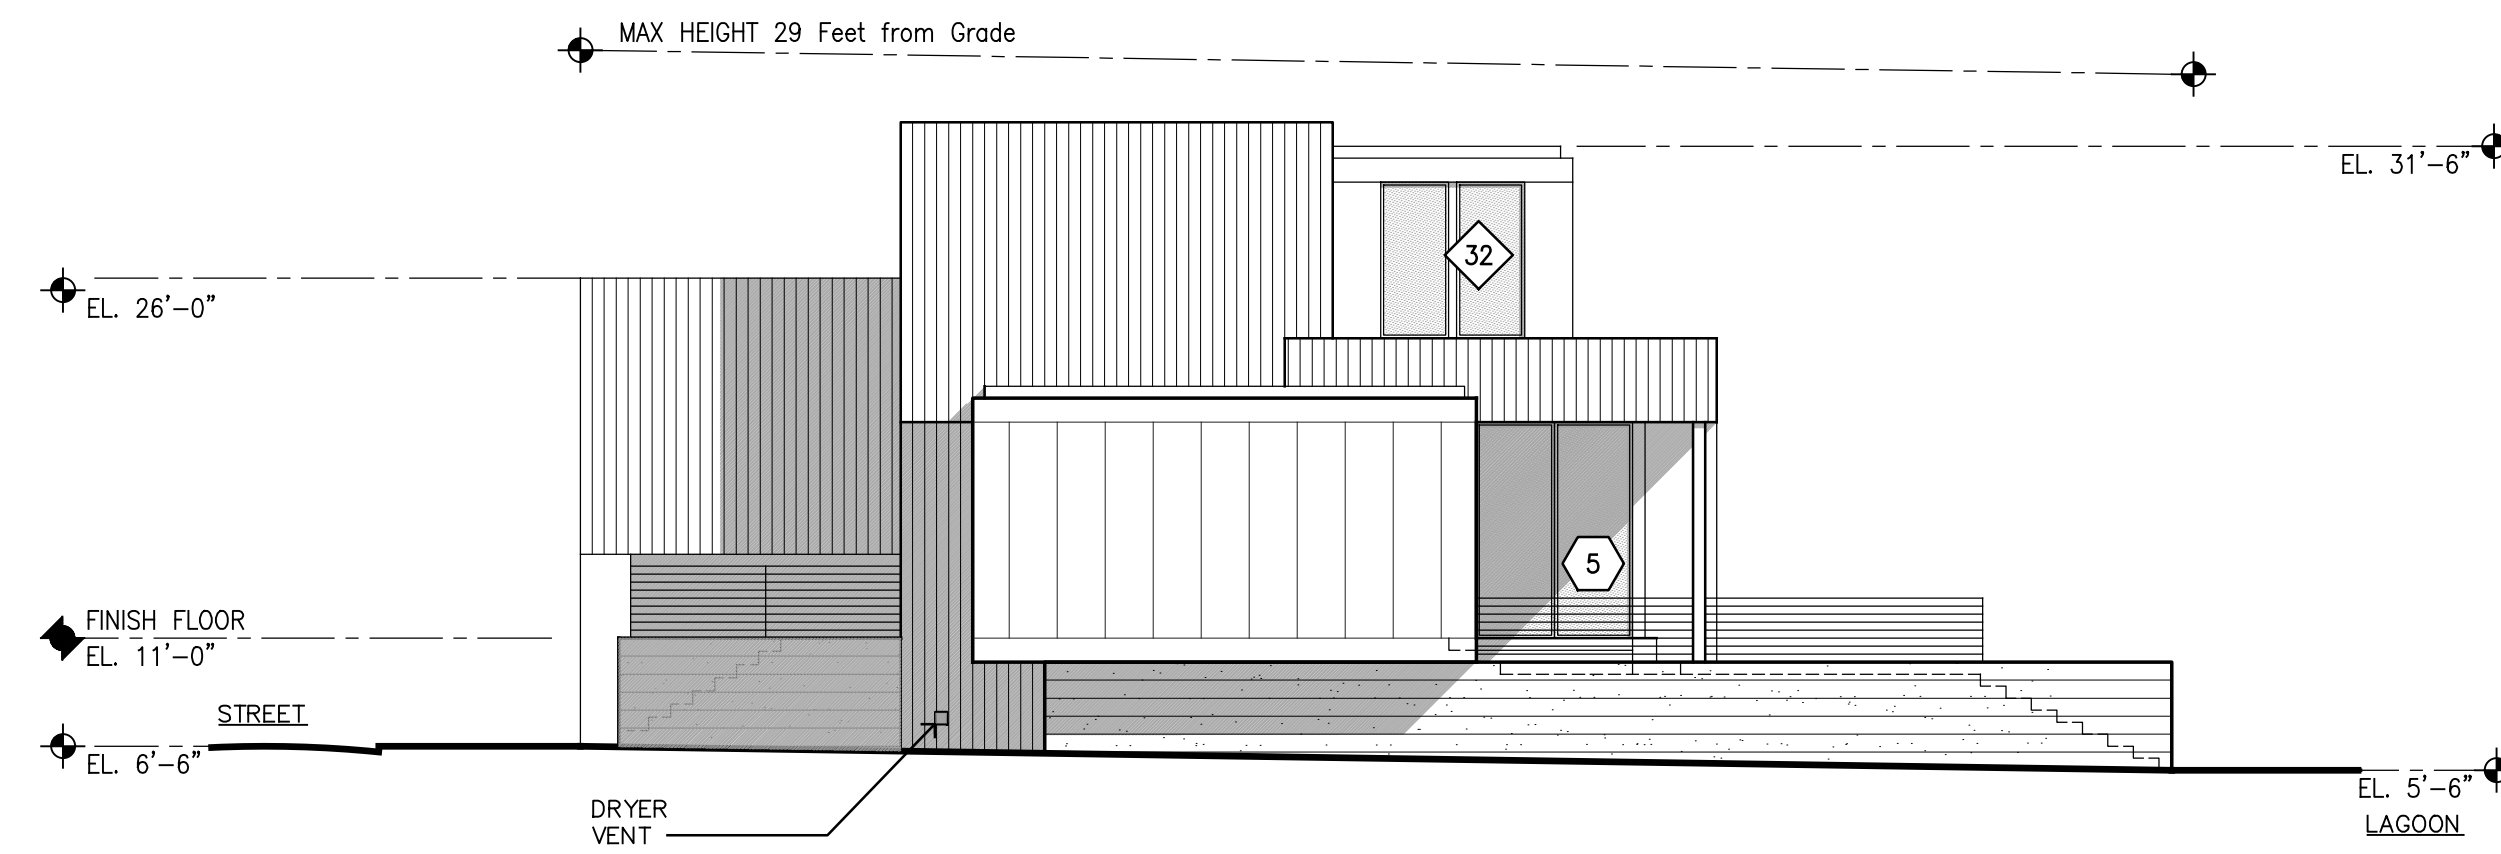 MAX HEIGHT 29 Feet from Grade
EL. 31'-6"
32
EL. 26'-0"
5
FINISH FLOOR
EL. 11'-0"
STREET
EL. 6'-6"
EL. 5'-6"
DRYER
VENT
LAGOON